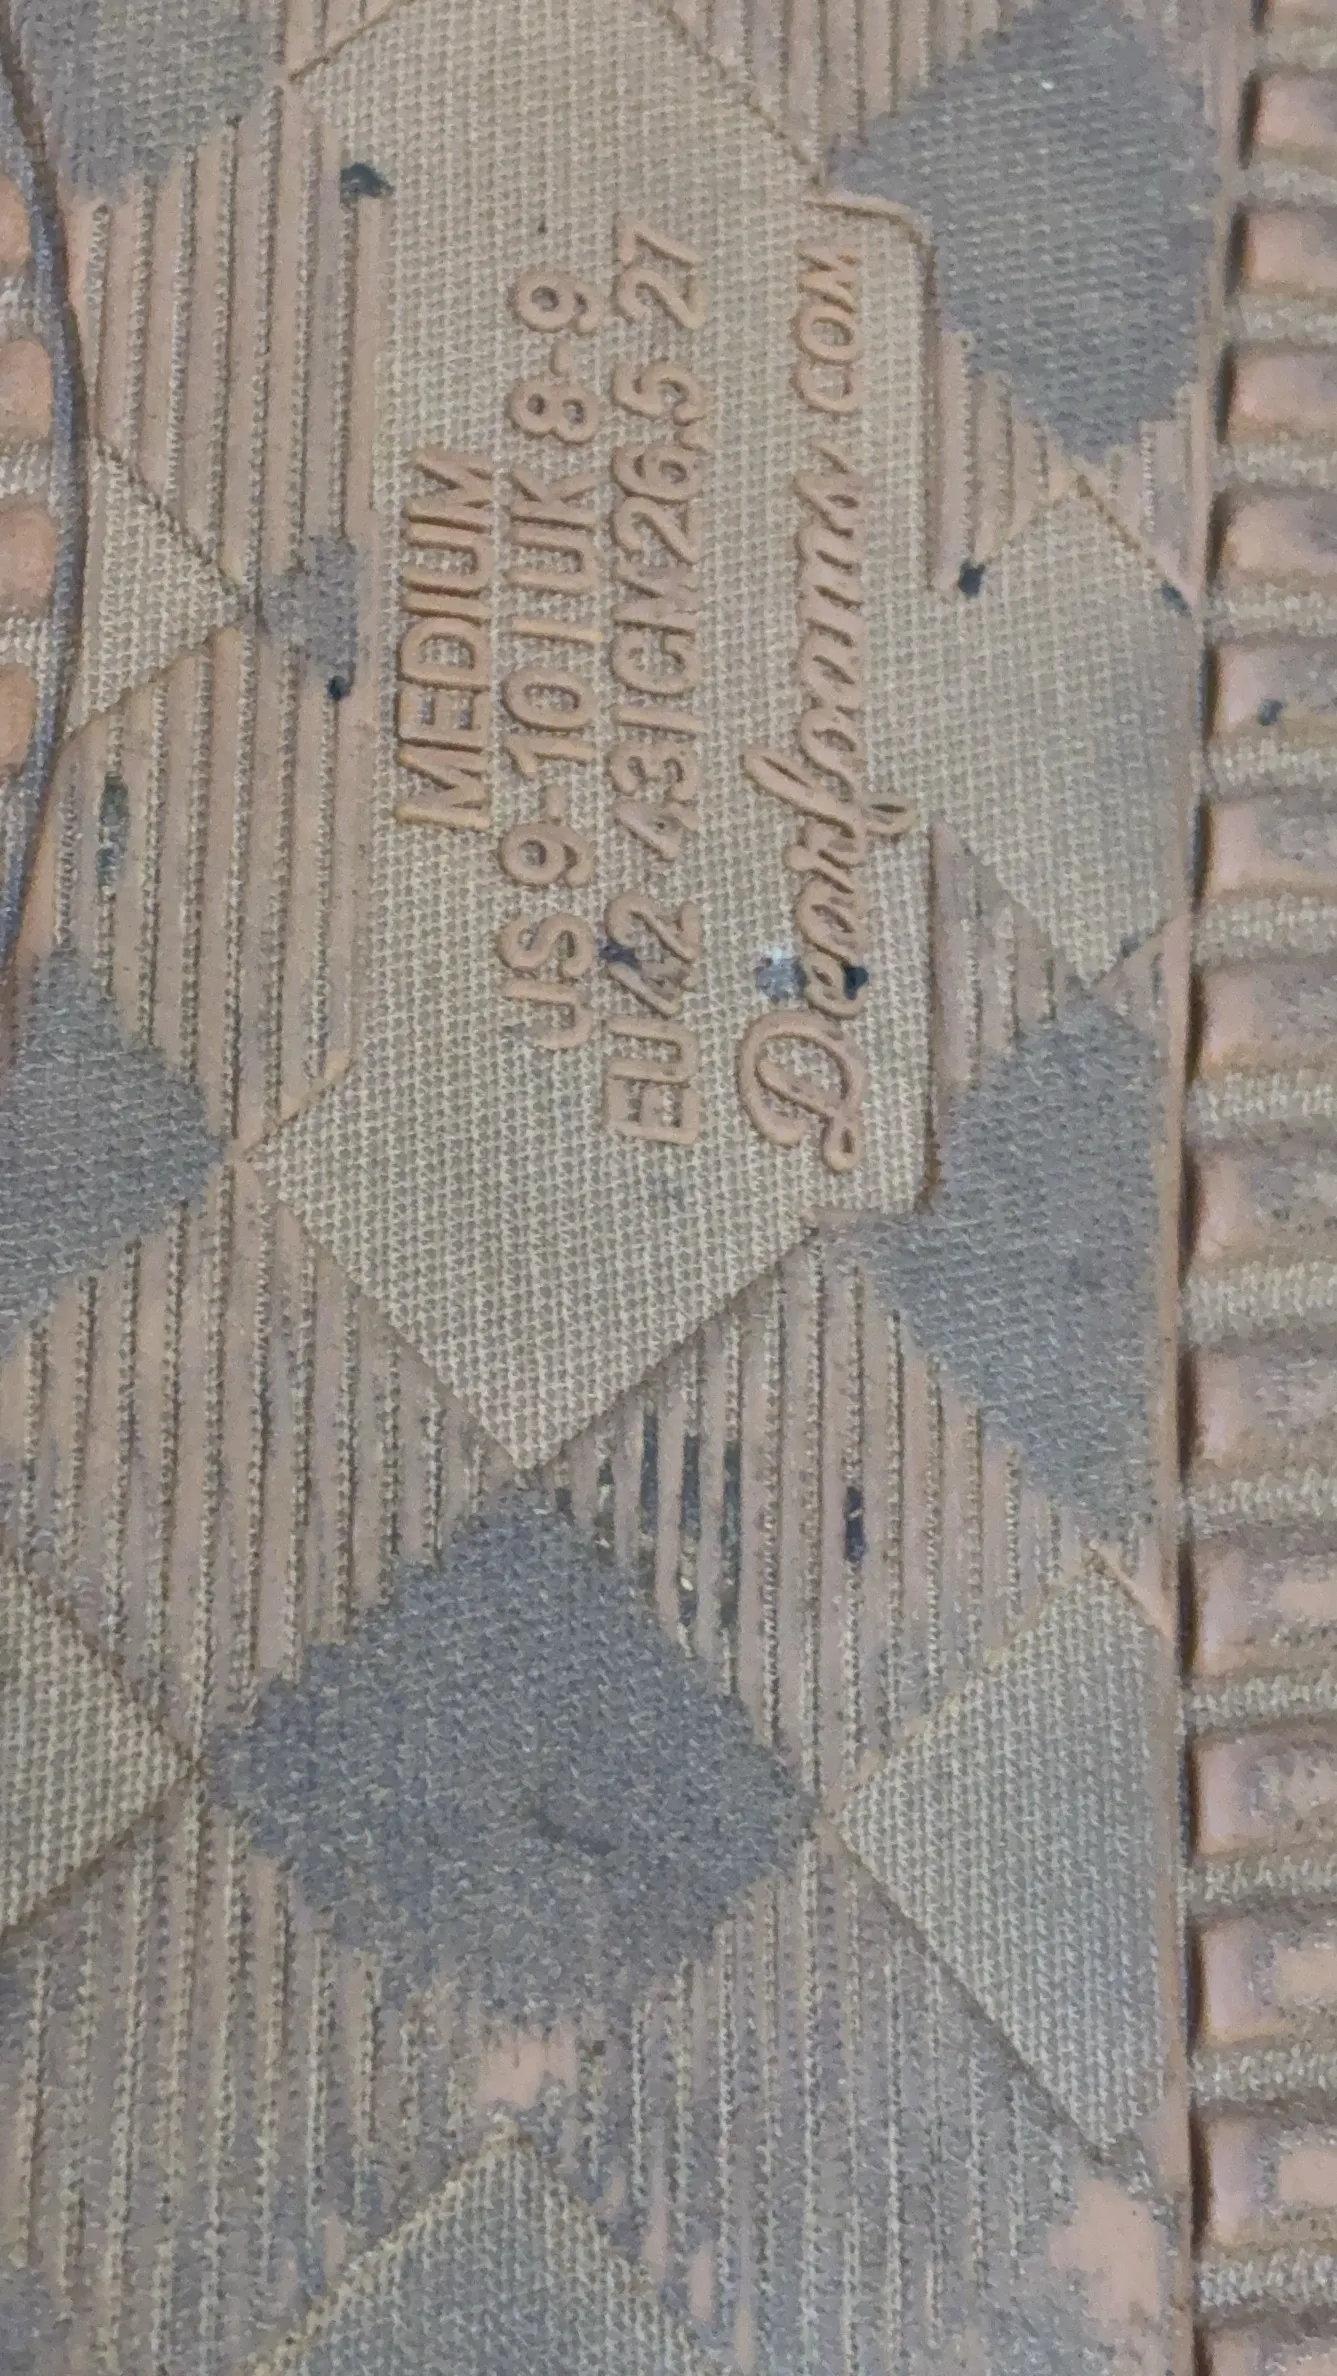 MEDIUM
US 9-10 | UK 8-9
EU 42-43 | CM 26.5-27
Dearfoams.com